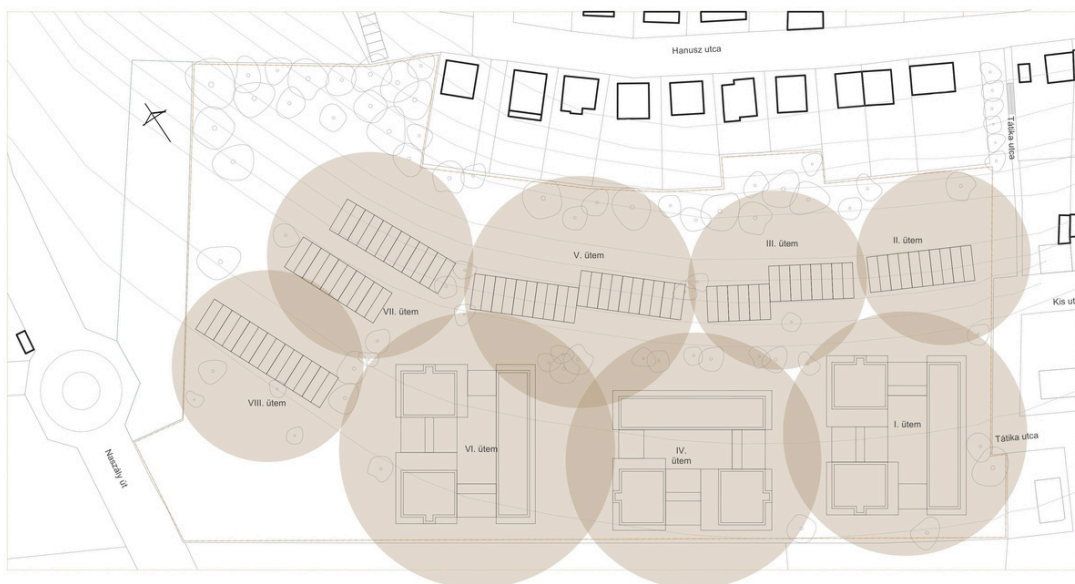 Hanusz utca
Tátika utca
III. ütem
II. ütem
V. ütem
Kis ut
VII. ütem
VIII. ütem
I. ütem
Tátika utca
VI. ütem
IV.
ütem
Naszály út